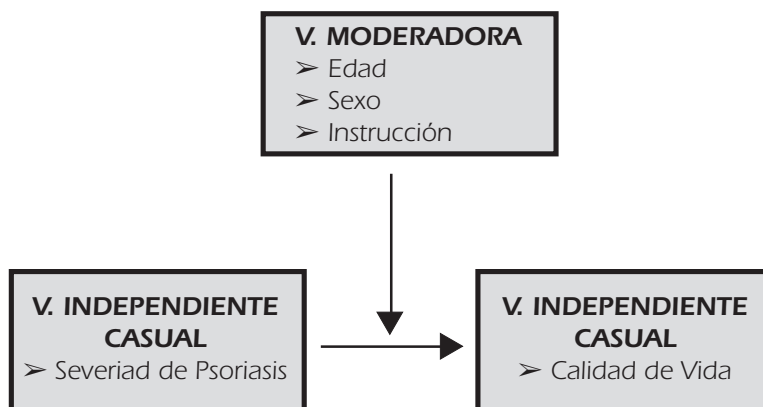 V. MODERADORA
➢ Edad
➢ Sexo
➢ Instrucción
V. INDEPENDIENTE
CASUAL
➢ Severiad de Psoriasis
V. INDEPENDIENTE
CASUAL
➢ Calidad de Vida